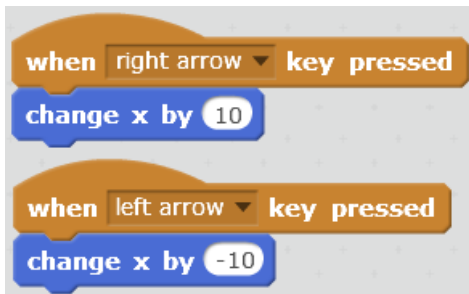 when right arrow key pressed
change x by 10
when left arrow key pressed
change x by -10